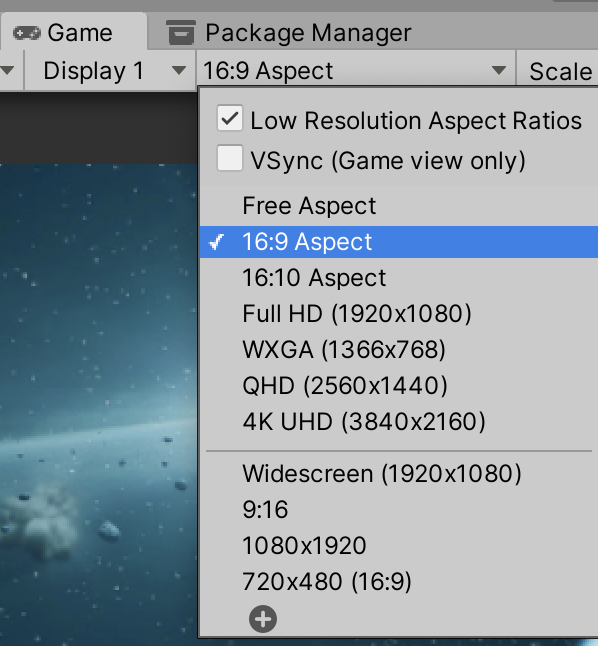 Game
Package Manager
Display 1
16:9 Aspect
Scale
Low Resolution Aspect Ratios
VSync (Game view only)
Free Aspect
16:9 Aspect
16:10 Aspect
Full HD (1920x1080)
WXGA (1366x768)
QHD (2560x1440)
4K UHD (3840x2160)
Widescreen (1920x1080)
9:16
1080x1920
720x480 (16:9)